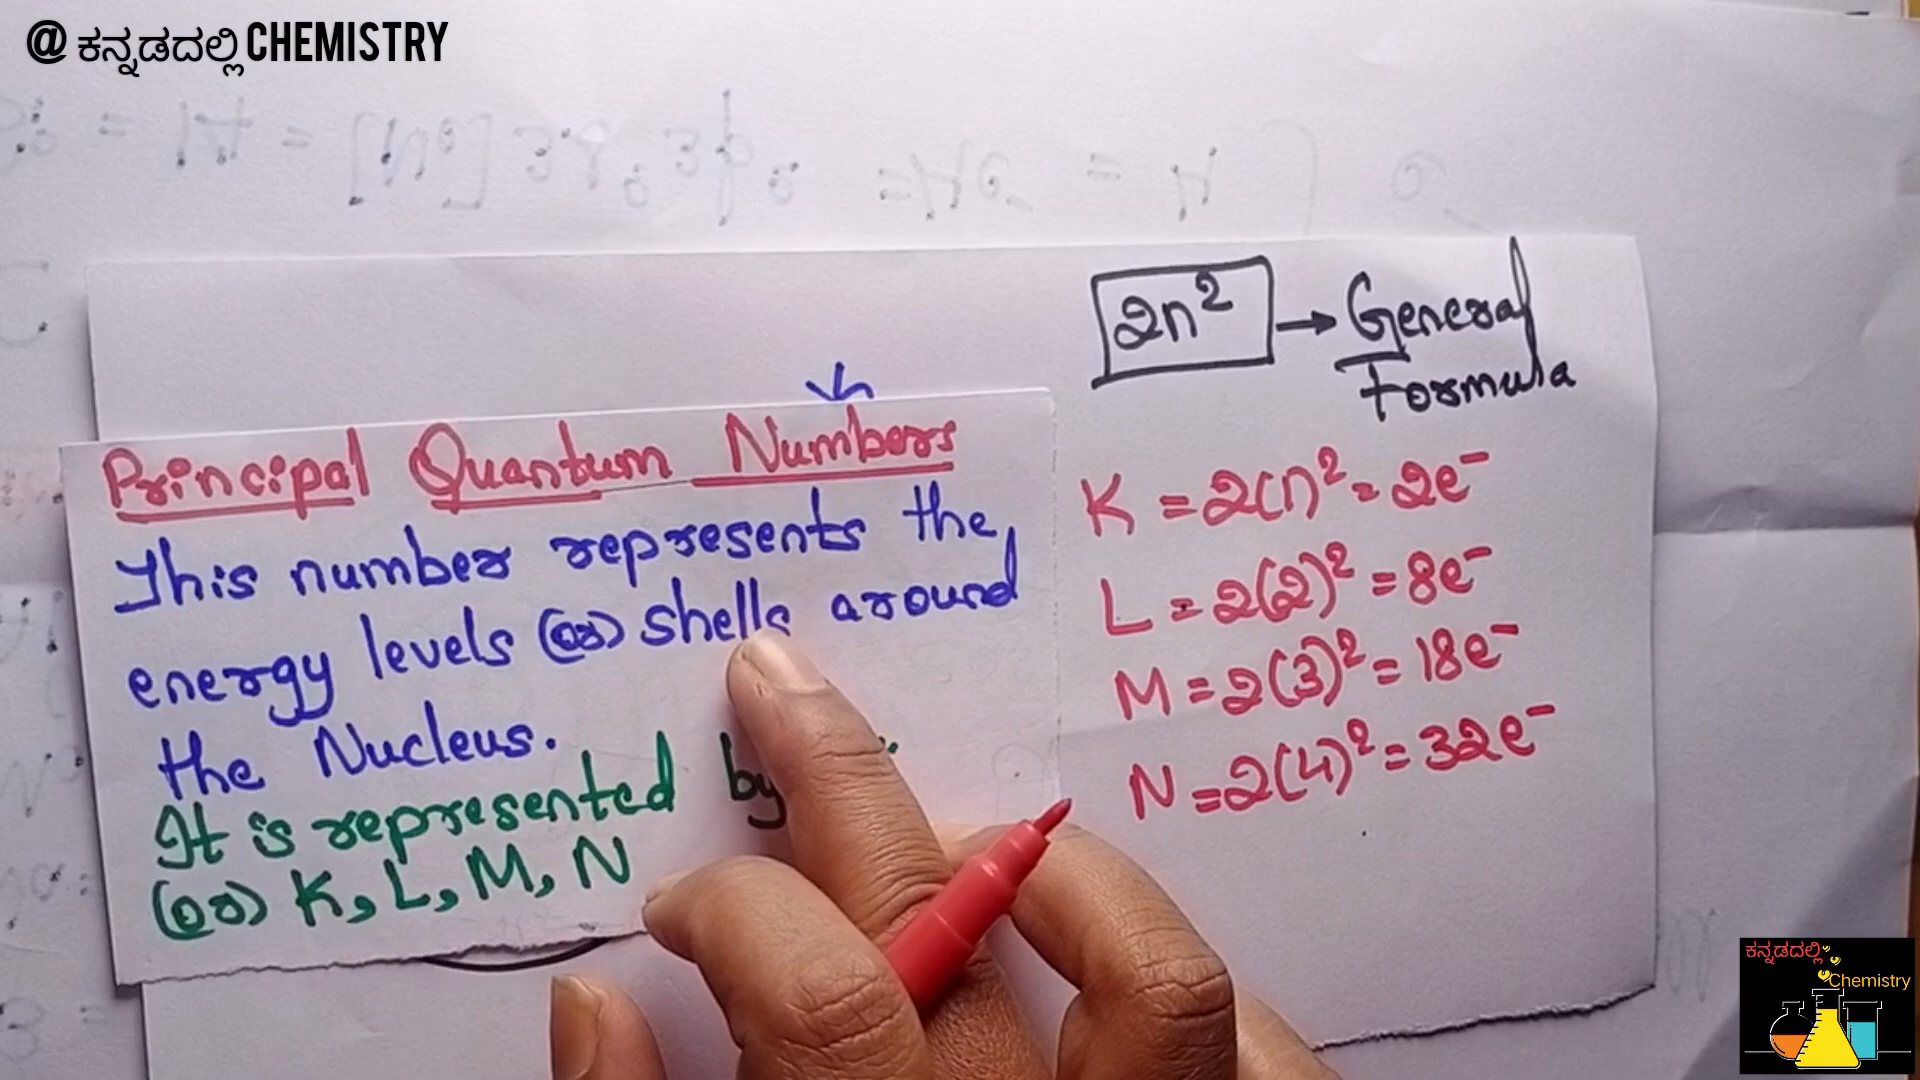 @ ಕನ್ನಡದಲ್ಲಿ CHEMISTRY
2n² → General
Formula
Principal Quantum Numbers
This number represents the
energy levels (or) shells around
the Nucleus.
It is represented by
(or) K, L, M, N
K = 2(1)² = 2e⁻
L = 2(2)² = 8e⁻
M = 2(3)² = 18e⁻
N = 2(4)² = 32e⁻
ಕನ್ನಡದಲ್ಲಿ
Chemistry